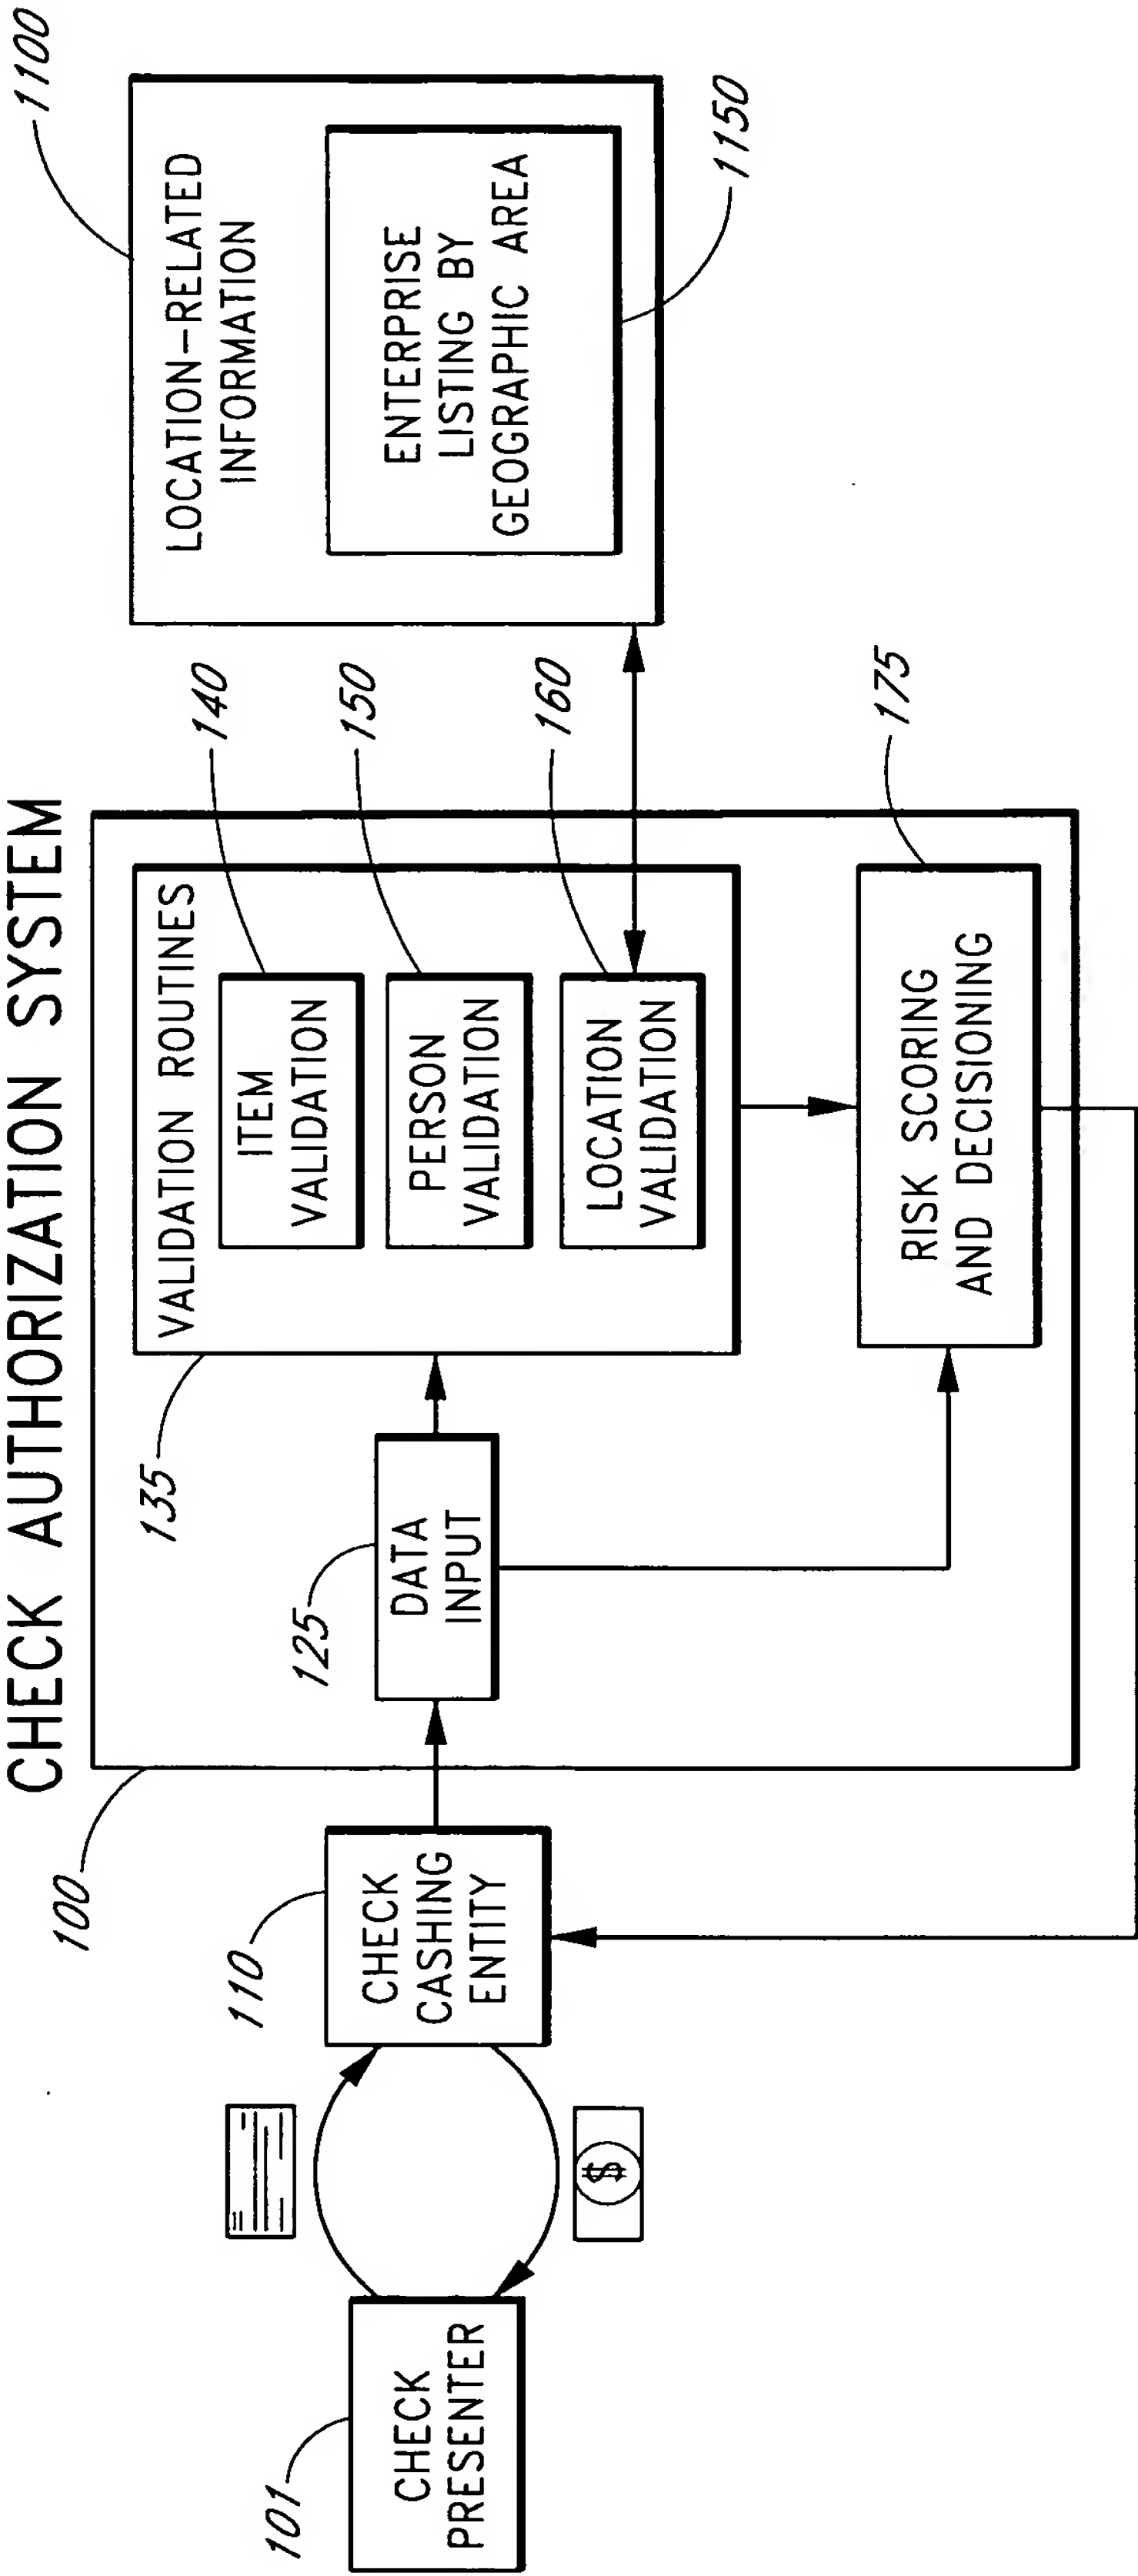 CHECK AUTHORIZATION SYSTEM
100
101
CHECK
PRESENTER
$
110
CHECK
CASHING
ENTITY
125
DATA
INPUT
135
VALIDATION ROUTINES
ITEM
VALIDATION
140
PERSON
VALIDATION
150
LOCATION
VALIDATION
160
RISK SCORING
AND DECISIONING
175
LOCATION-RELATED
INFORMATION
1100
ENTERPRISE
LISTING BY
GEOGRAPHIC AREA
1150